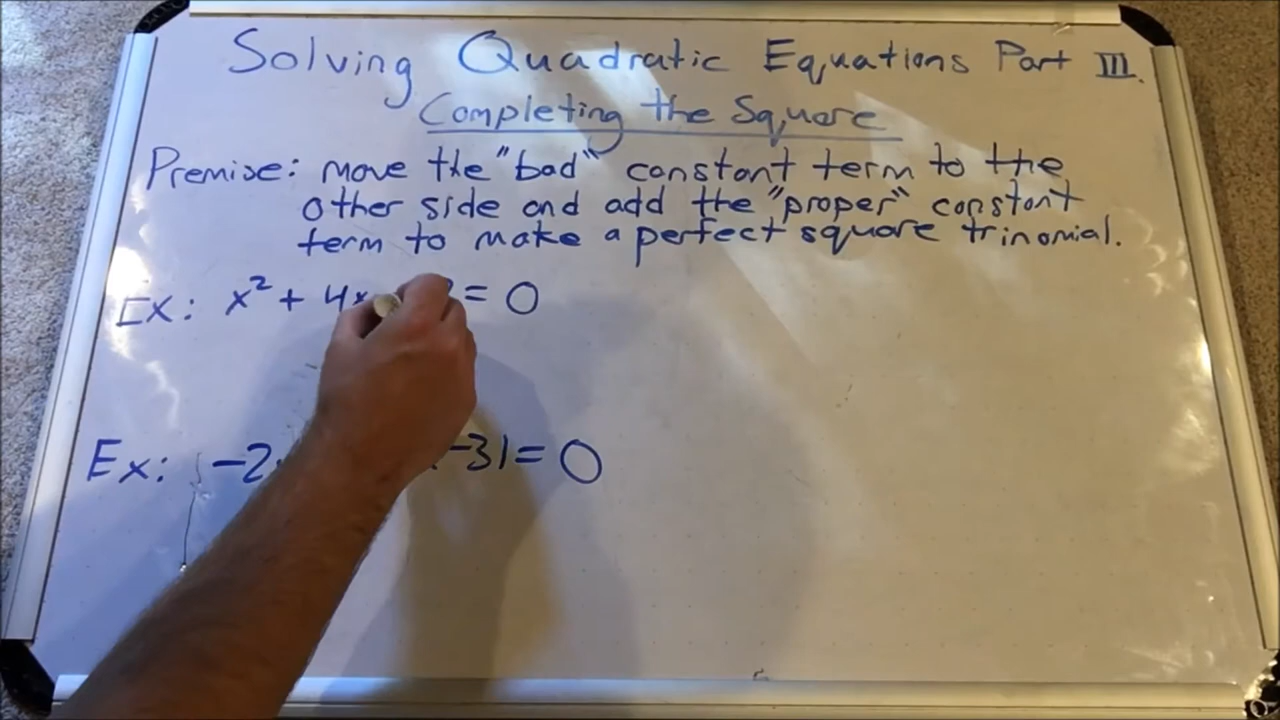 Solving Quadratic Equations Part III.
Completing the Square
Premise: move the "bad" constant term to the
other side and add the "proper" constant
term to make a perfect square trinomial.
Ex: x² + 4x = 0
Ex: -2 -31 = 0